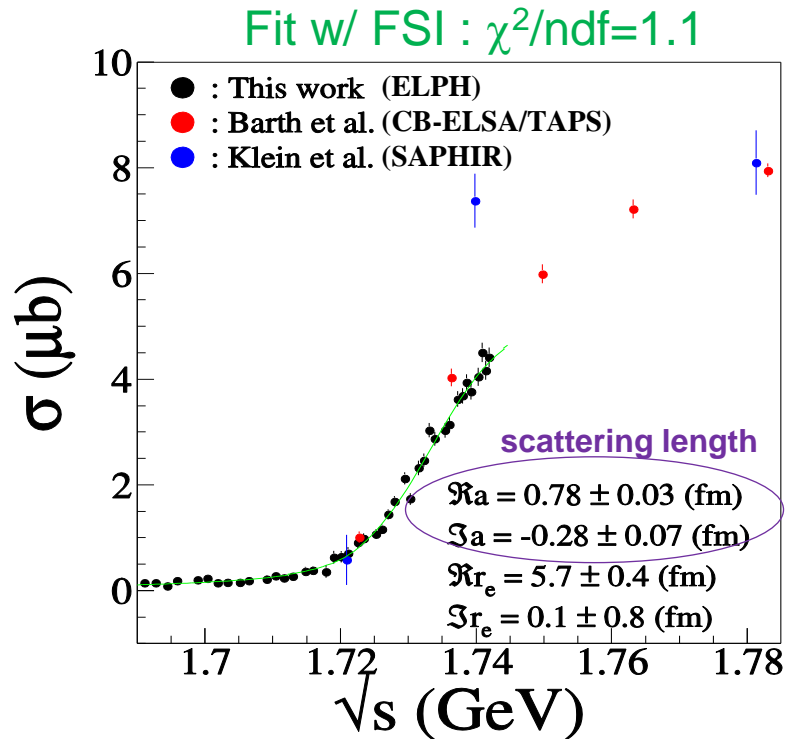 Fit w/ FSI : χ²/ndf=1.1
10
8
6
4
2
0
σ (μb)
: This work (ELPH)
: Barth et al. (CB-ELSA/TAPS)
: Klein et al. (SAPHIR)
scattering length
ℜa = 0.78 ± 0.03 (fm)
ℑa = -0.28 ± 0.07 (fm)
ℜrₑ = 5.7 ± 0.4 (fm)
ℑrₑ = 0.1 ± 0.8 (fm)
1.7 1.72 1.74 1.76 1.78
√s (GeV)